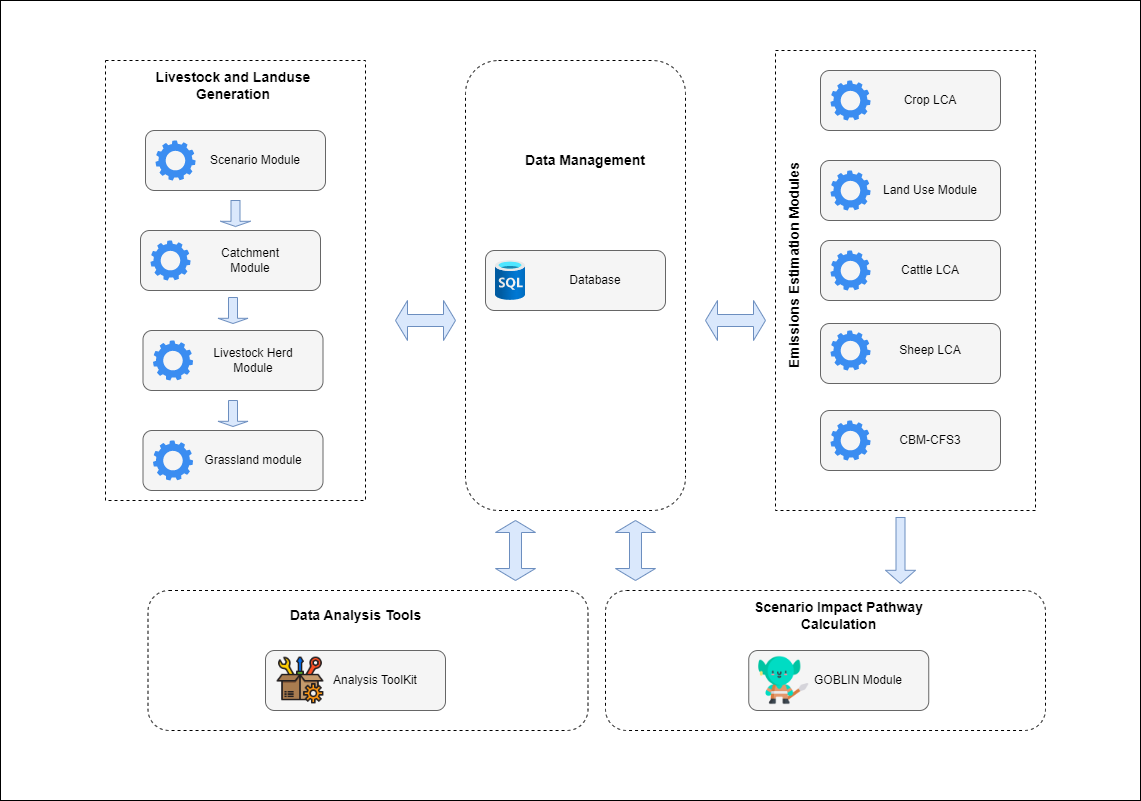 Livestock and Landuse
Generation
Scenario Module
Catchment
Module
Livestock Herd
Module
Grassland module
Data Management
SQL
Database
Emissions Estimation Modules
Crop LCA
Land Use Module
Cattle LCA
Sheep LCA
CBM-CFS3
Data Analysis Tools
Analysis ToolKit
Scenario Impact Pathway
Calculation
GOBLIN Module